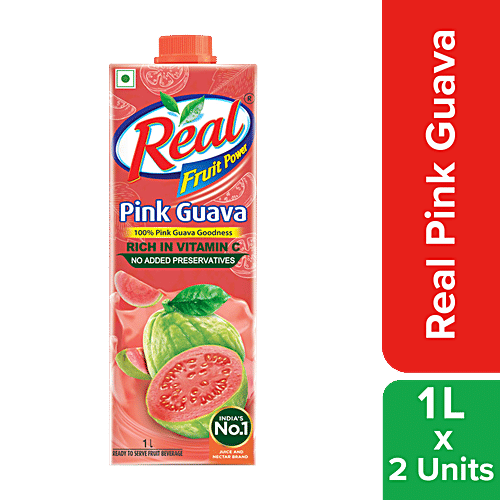 Real®
Fruit Power
Pink Guava
100% Pink Guava Goodness
RICH IN VITAMIN C
NO ADDED PRESERVATIVES
INDIA'S
No.1
JUICE AND
NECTAR BRAND
1 L
READY TO SERVE FRUIT BEVERAGE
Real Pink Guava
1L
x
2 Units